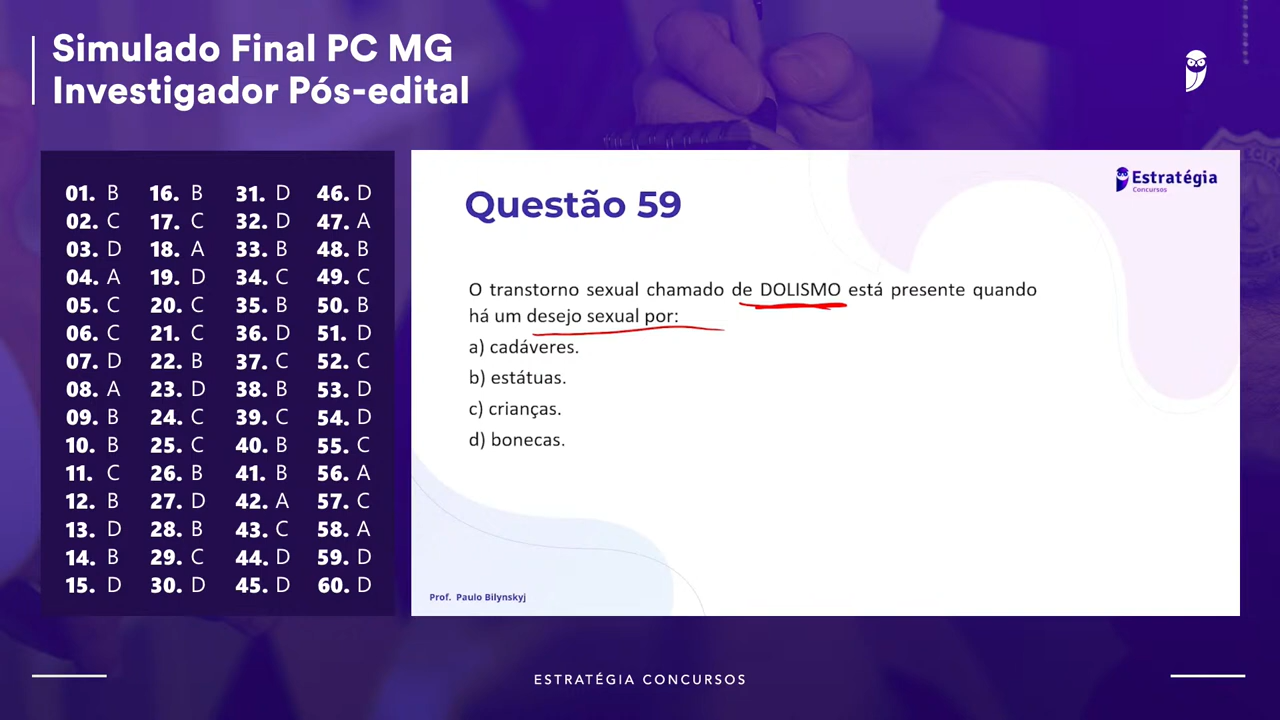 Simulado Final PC MG
Investigador Pós-edital
01. B 16. B 31. D 46. D
02. C 17. C 32. D 47. A
03. D 18. A 33. B 48. B
04. A 19. D 34. C 49. C
05. C 20. C 35. B 50. B
06. C 21. C 36. D 51. D
07. D 22. B 37. C 52. C
08. A 23. D 38. B 53. D
09. B 24. C 39. C 54. D
10. B 25. C 40. B 55. C
11. C 26. B 41. B 56. A
12. B 27. D 42. A 57. C
13. D 28. B 43. C 58. A
14. B 29. C 44. D 59. D
15. D 30. D 45. D 60. D
Estratégia
Concursos
Questão 59
O transtorno sexual chamado de DOLISMO está presente quando
há um desejo sexual por:
a) cadáveres.
b) estátuas.
c) crianças.
d) bonecas.
Prof. Paulo Bilynskyj
ESTRATÉGIA CONCURSOS